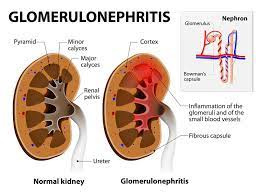 GLOMERULONEPHRITIS
Nephron
Glomerulus
Bowman's
capsule
Pyramid
Minor
calyces
Major
calyces
Renal
pelvis
Cortex
Inflammation of the
glomeruli and of the
small blood vessels
Fibrous capsule
Ureter
Normal kidney
Glomerulonephritis